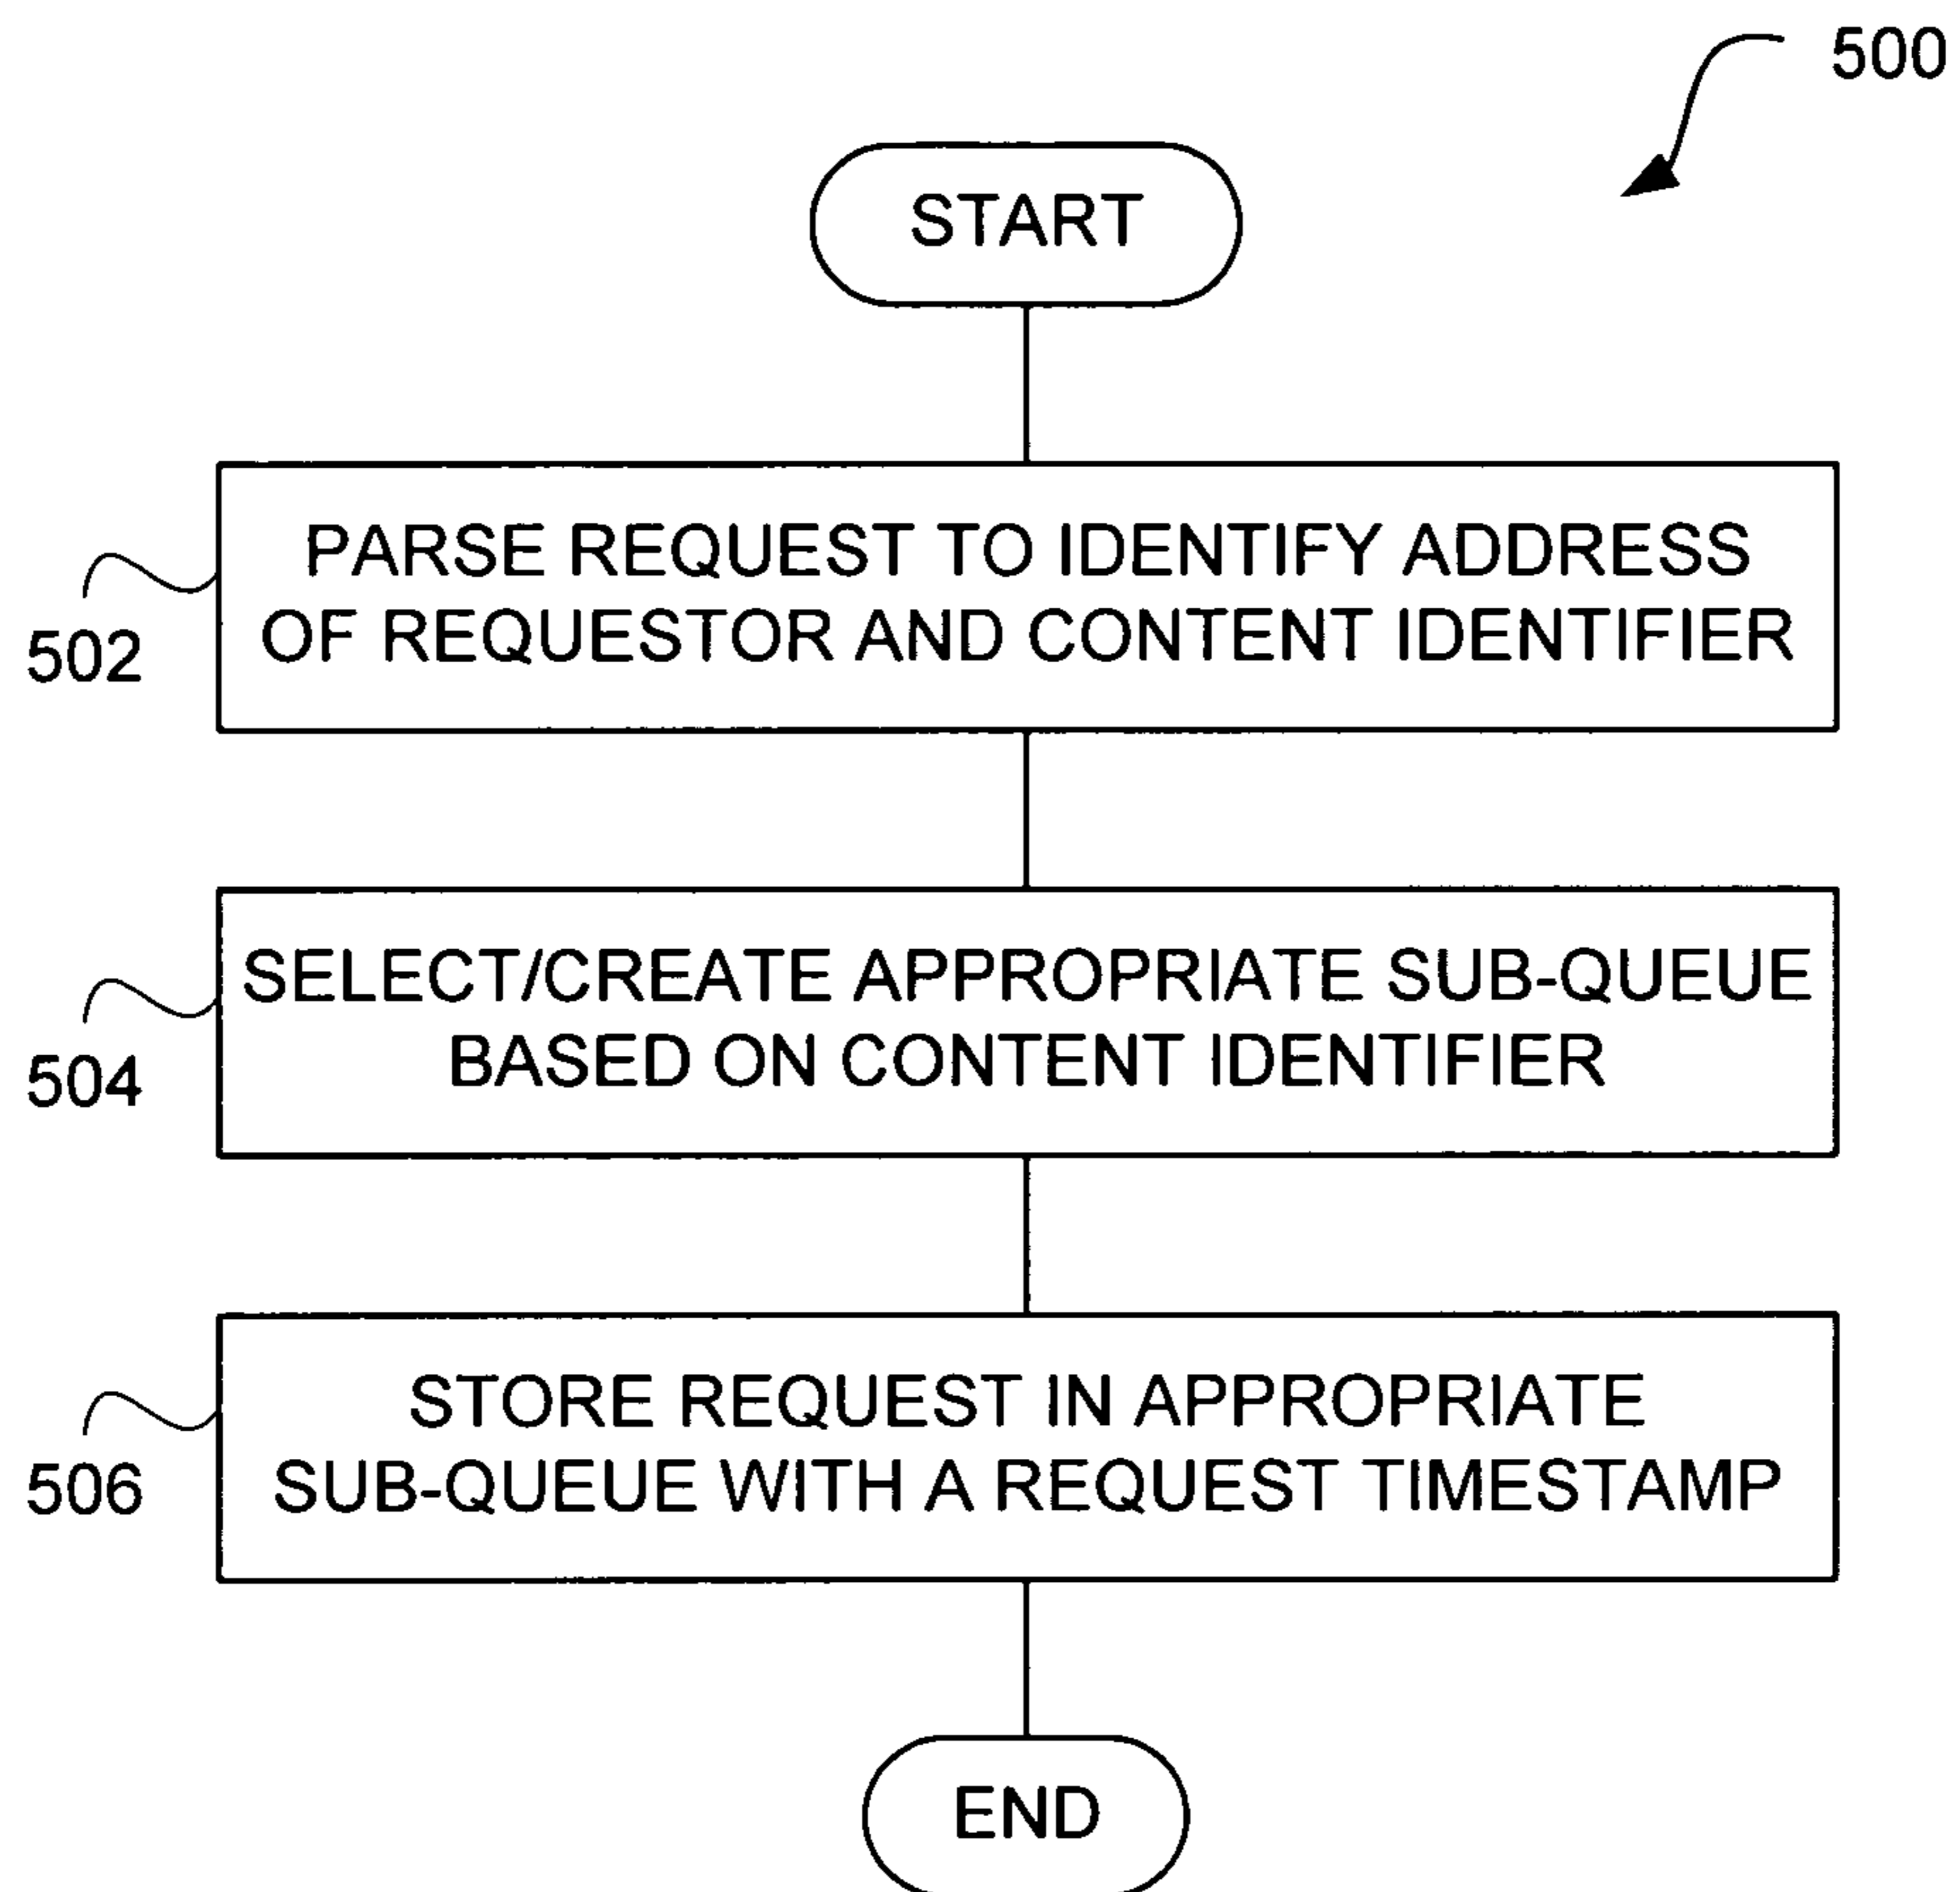 500
START
PARSE REQUEST TO IDENTIFY ADDRESS
OF REQUESTOR AND CONTENT IDENTIFIER
502
SELECT/CREATE APPROPRIATE SUB-QUEUE
BASED ON CONTENT IDENTIFIER
504
STORE REQUEST IN APPROPRIATE
SUB-QUEUE WITH A REQUEST TIMESTAMP
506
END